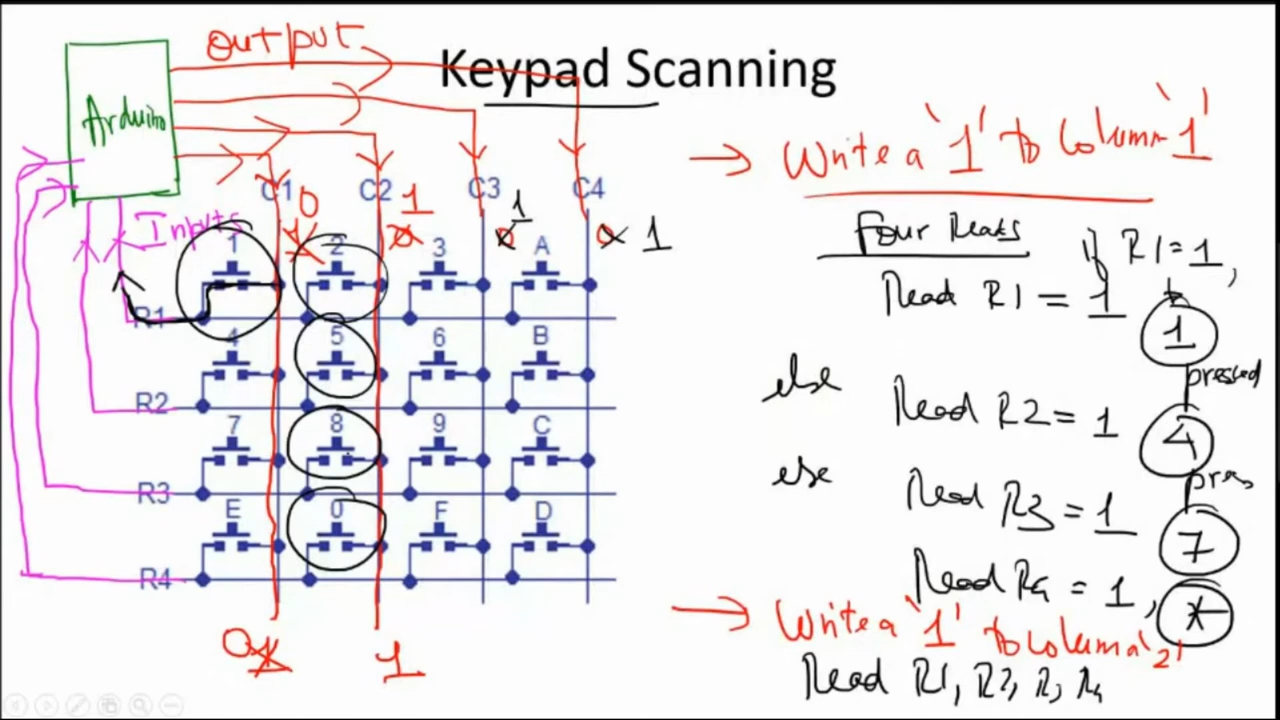 output
Keypad Scanning
Arduino
Write a '1' to Column '1'
C1 C2 C3 C4
Inputs
0 1 1 1
Four Reads
if R1 = 1,
1 2 3 A
Read R1 = 1
1
R1
pressed
4 5 6 B
else
Read R2 = 1
4
R2
press
7 8 9 C
else
Read R3 = 1
7
R3
E 0 F D
Read R4 = 1, *
R4
Write a '1' to Column '2'
0 1
Read R1, R2, R3, R4